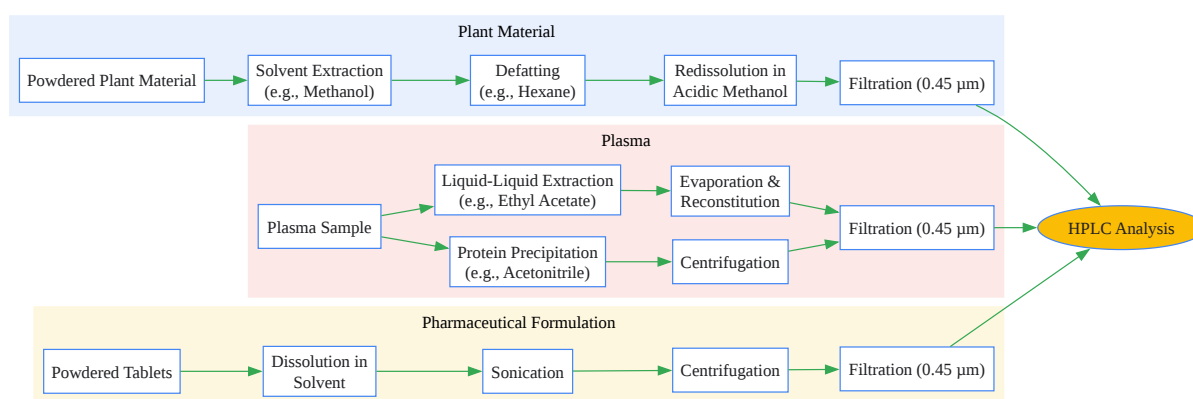 Plant Material
Powdered Plant Material
Solvent Extraction
(e.g., Methanol)
Defatting
(e.g., Hexane)
Redissolution in
Acidic Methanol
Filtration (0.45 µm)
Plasma
Plasma Sample
Liquid-Liquid Extraction
(e.g., Ethyl Acetate)
Evaporation &
Reconstitution
Protein Precipitation
(e.g., Acetonitrile)
Centrifugation
Filtration (0.45 µm)
HPLC Analysis
Pharmaceutical Formulation
Powdered Tablets
Dissolution in
Solvent
Sonication
Centrifugation
Filtration (0.45 µm)